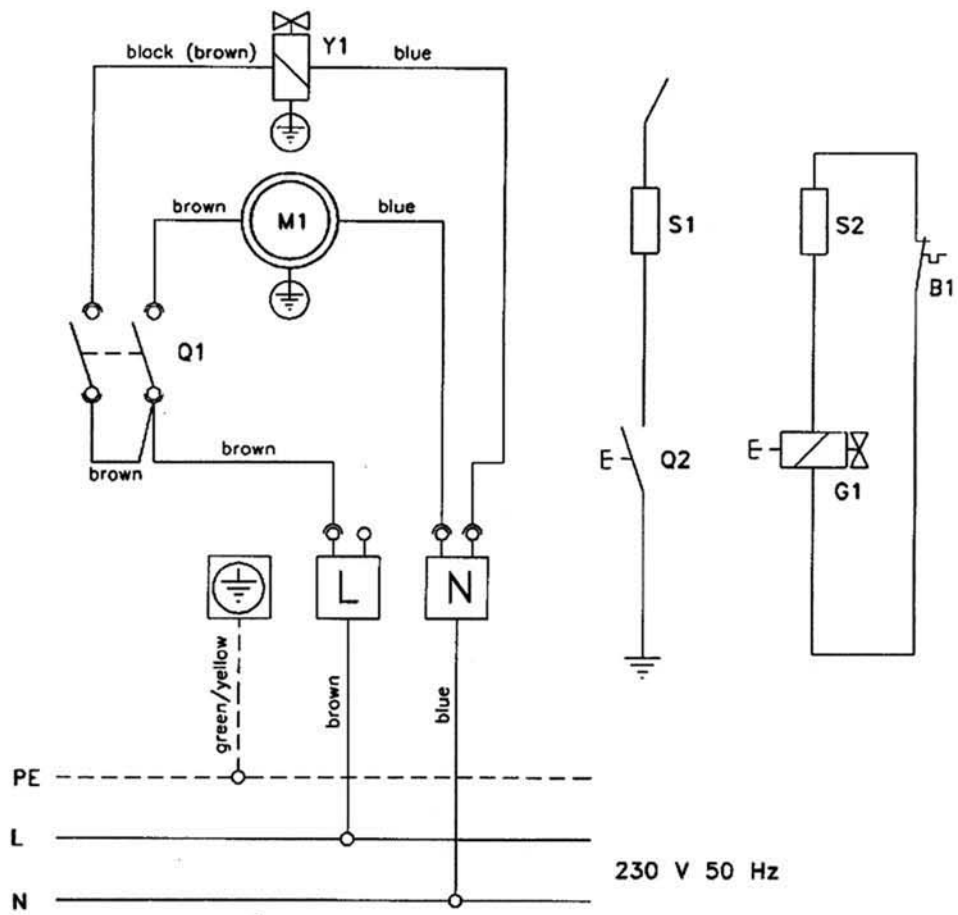 Y1
block (brown)
blue
brown
M1
blue
S1
S2
B1
Q1
brown
brown
Q2
G1
L
N
green/yellow
brown
blue
PE
L
N
230 V 50 Hz